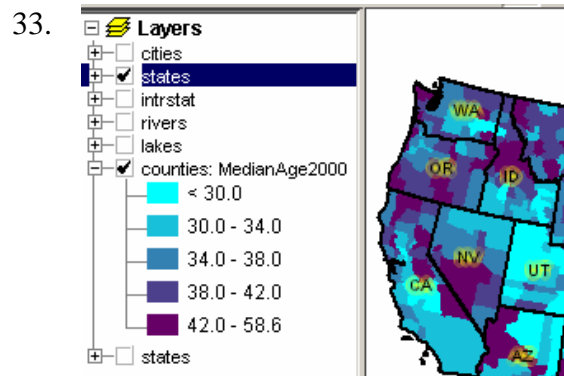 33.
Layers
cities
states
intrstat
rivers
lakes
counties: MedianAge2000
< 30.0
30.0 - 34.0
34.0 - 38.0
38.0 - 42.0
42.0 - 58.6
states
WA
OR
ID
NV
UT
CA
AZ